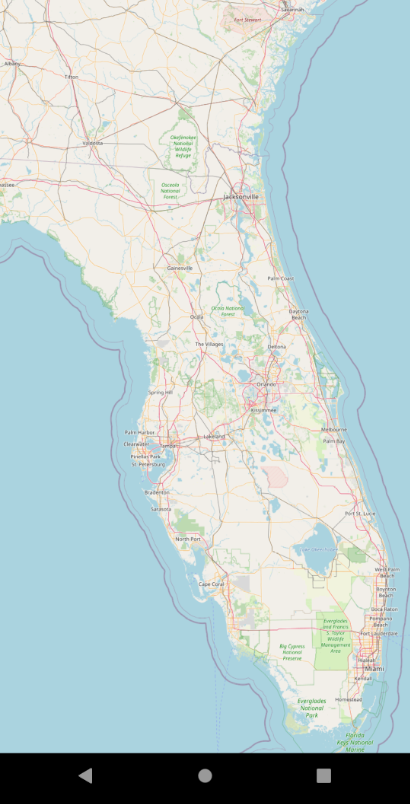 Savannah
Fort Stewart
Albany
Tifton
Valdosta
Okefenokee
National
Wildlife
Refuge
Osceola
National
Forest
Jacksonville
Gainesville
Palm Coast
Ocala National
Forest
Daytona
Beach
Ocala
The Villages
Deltona
Orlando
Spring Hill
Kissimmee
Palm Harbor
Melbourne
Lakeland
Clearwater
Tampa
Palm Bay
Pinellas Park
St. Petersburg
Bradenton
Sarasota
Port St. Lucie
North Port
West Palm
Beach
Cape Coral
Boynton
Beach
Boca Raton
Pompano
Beach
Everglades
and Francis
S. Taylor
Wildlife
Management
Area
Fort Lauderdale
Big Cypress
National
Preserve
Hialeah
Miami
Kendall
Homestead
Everglades
National
Park
Florida
Keys National
Marine